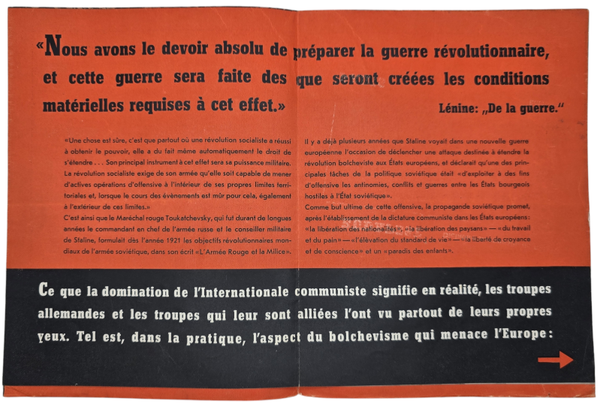 «Nous avons le devoir absolu de préparer la guerre révolutionnaire,
et cette guerre sera faite des que seront créées les conditions
matérielles requises à cet effet.»
Lénine: „De la guerre.“
«Une chose est sûre, c'est que partout où une révolution socialiste a réussi
à obtenir le pouvoir, elle a du fait même automatiquement le droit de
s'étendre... Son principal instrument à cet effet sera sa puissance militaire.
La révolution socialiste exige de son armée qu'elle soit capable de mener
d'actives opérations d'offensive à l'intérieur de ses propres limites terri-
toriales et, lorsque le cours des événements est mûr pour cela, également
à l'extérieur de ces limites.»
C'est ainsi que le Maréchal rouge Toukatchevsky, qui fut durant de longues
années le commandant en chef de l'armée russe et le conseiller militaire
de Staline, formulait dès l'année 1921 les objectifs révolutionnaires mon-
diaux de l'armée soviétique, dans son écrit «L'Armée Rouge et la Milice».
Il y a déjà plusieurs années que Staline voyait dans une nouvelle guerre
européenne l'occasion de déclancher une attaque destinée à étendre la
révolution bolcheviste aux États européens, et déclarait qu'une des prin-
cipales tâches de la politique soviétique était «d'exploiter à des fins
d'offensive les antinomies, conflits et guerres entre les États bourgeois
hostiles à l'État soviétique».
Comme but ultime de cette offensive, la propagande soviétique promet,
après l'établissement de la dictature communiste dans les États européens:
«la libération des nationalités» «la libération des paysans» — «du travail
et du pain» — «l'élévation du standard de vie» — «la liberté de croyance
et de conscience» et un «paradis des enfants».
Ce que la domination de l'Internationale communiste signifie en réalité, les troupes
allemandes et les troupes qui leur sont alliées l'ont vu partout de leurs propres
yeux. Tel est, dans la pratique, l'aspect du bolchevisme qui menace l'Europe: